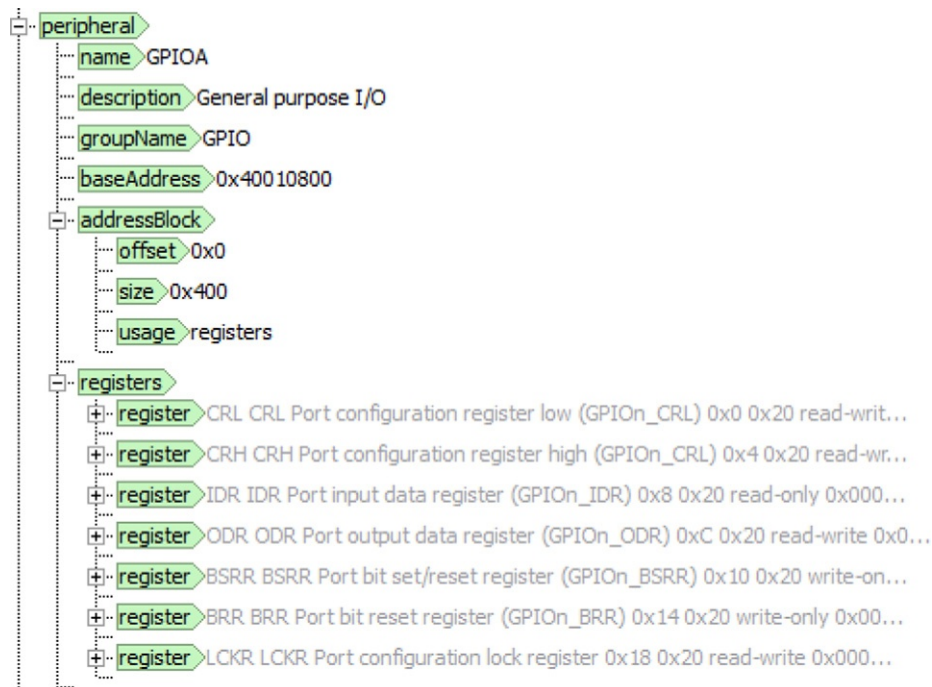 peripheral
name GPIOA
description General purpose I/O
groupName GPIO
baseAddress 0x40010800
addressBlock
offset 0x0
size 0x400
usage registers
registers
register CRL CRL Port configuration register low (GPIOn_CRL) 0x0 0x20 read-writ...
register CRH CRH Port configuration register high (GPIOn_CRL) 0x4 0x20 read-wr...
register IDR IDR Port input data register (GPIOn_IDR) 0x8 0x20 read-only 0x000...
register ODR ODR Port output data register (GPIOn_ODR) 0xC 0x20 read-write 0x0...
register BSRR BSRR Port bit set/reset register (GPIOn_BSRR) 0x10 0x20 write-on...
register BRR BRR Port bit reset register (GPIOn_BRR) 0x14 0x20 write-only 0x00...
register LCKR LCKR Port configuration lock register 0x18 0x20 read-write 0x000...